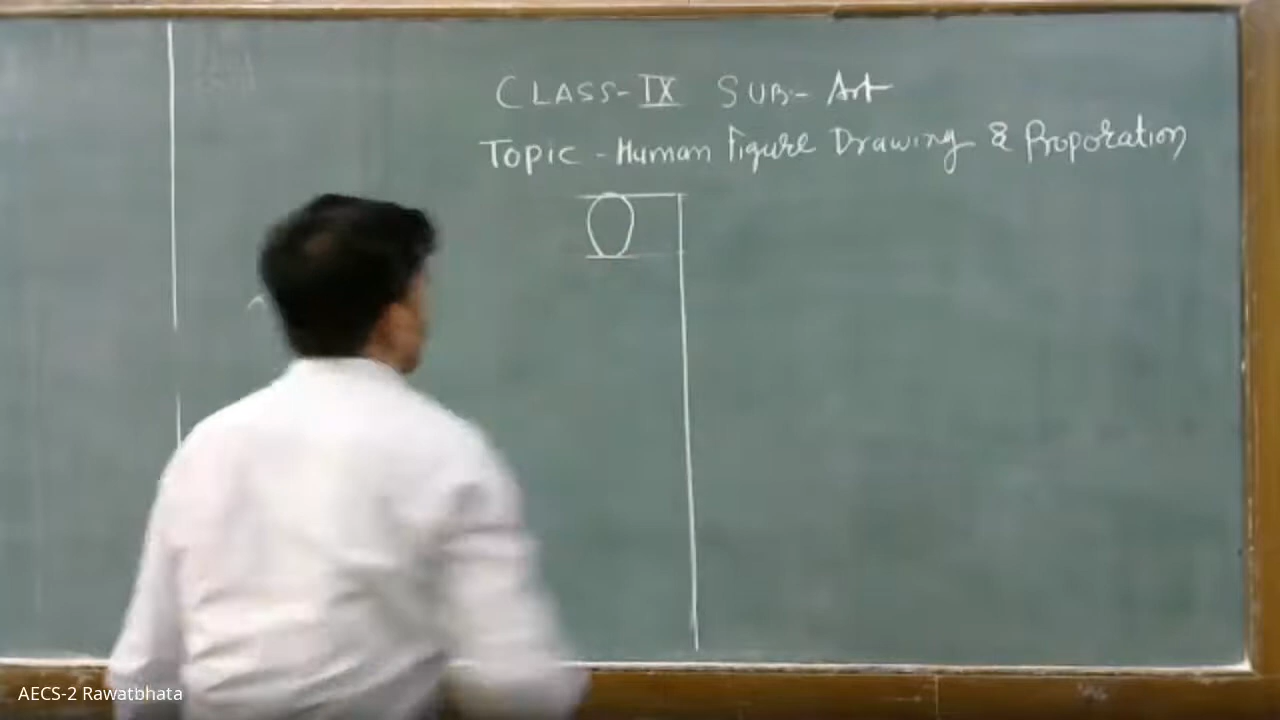 CLASS-IX SUB:- Art
Topic - Human Figure Drawing & Proporation
AECS-2 Rawatbhata